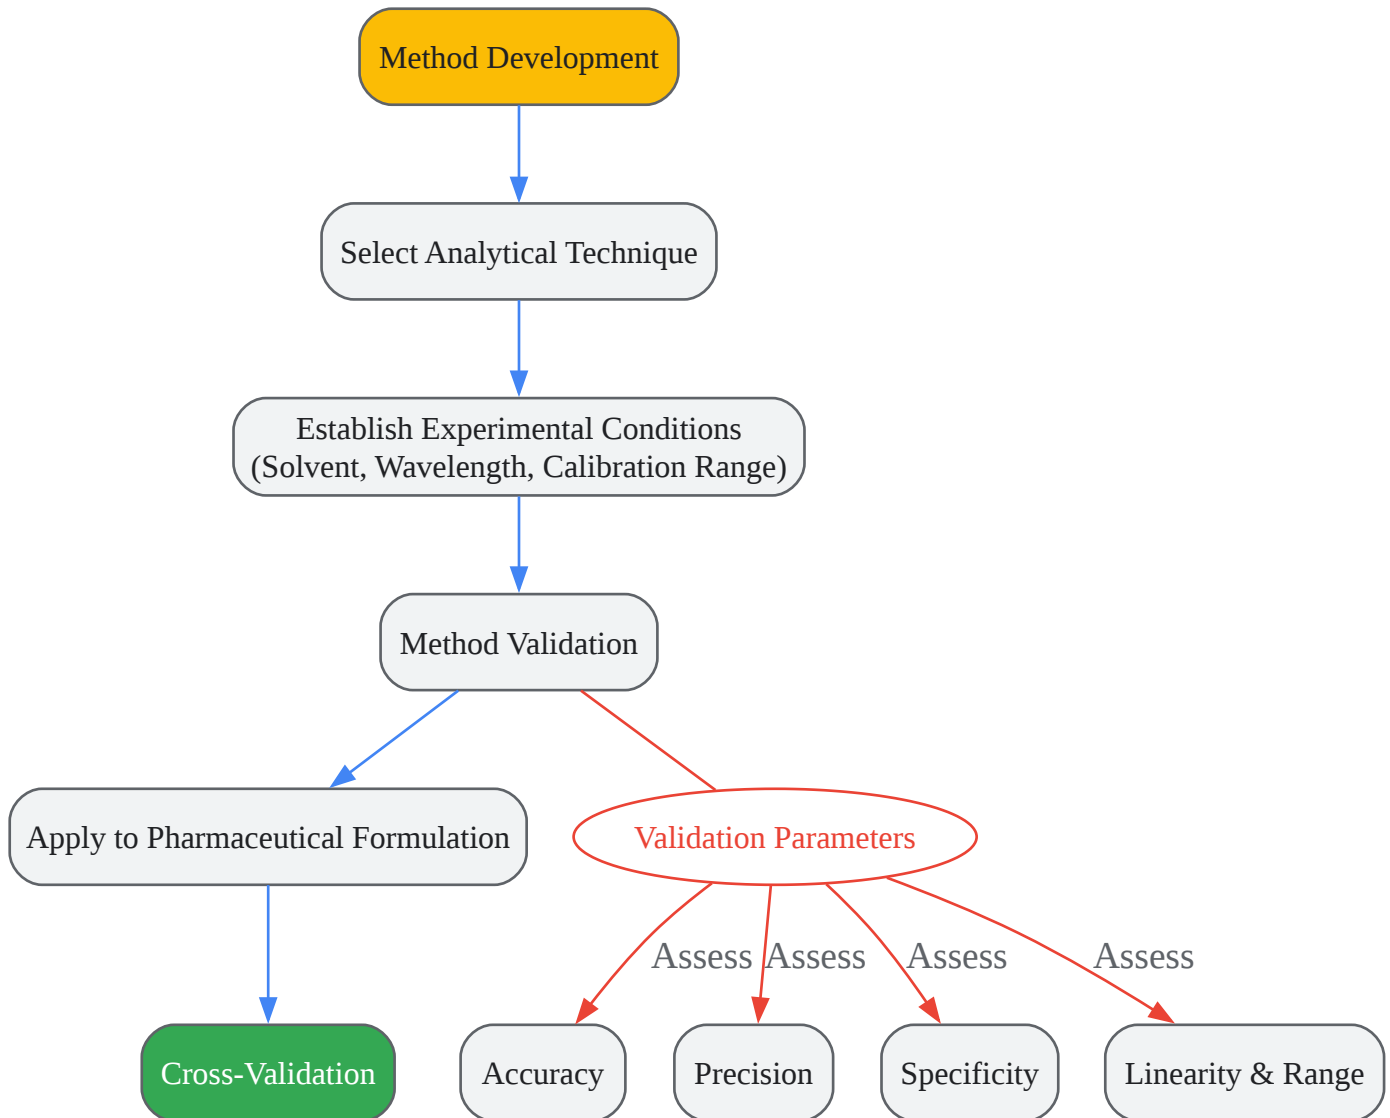 Method Development
Select Analytical Technique
Establish Experimental Conditions
(Solvent, Wavelength, Calibration Range)
Method Validation
Apply to Pharmaceutical Formulation
Validation Parameters
Assess
Assess
Assess
Assess
Cross-Validation
Accuracy
Precision
Specificity
Linearity & Range